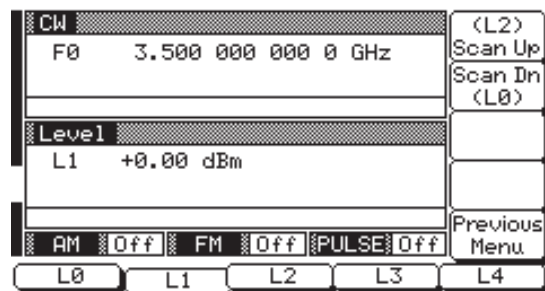 CW
F0 3.500 000 000 0 GHz
Level
L1 +0.00 dBm
AM Off FM Off PULSE Off
(L2)
Scan Up
Scan Dn
(L0)
Previous
Menu
L0 L1 L2 L3 L4